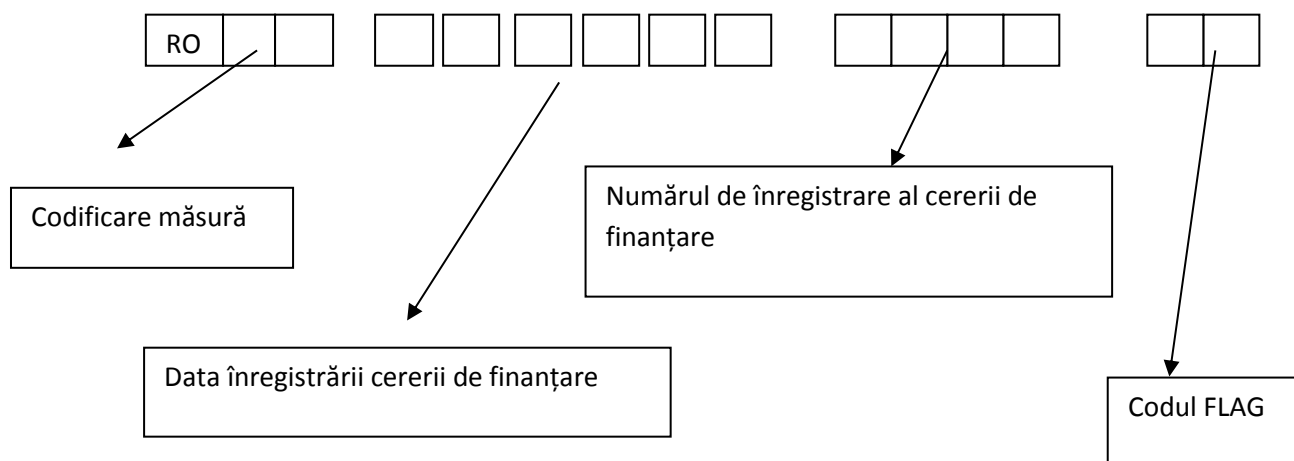 RO
Codificare măsură
Numărul de înregistrare al cererii de
finanțare
Data înregistrării cererii de finanțare
Codul FLAG